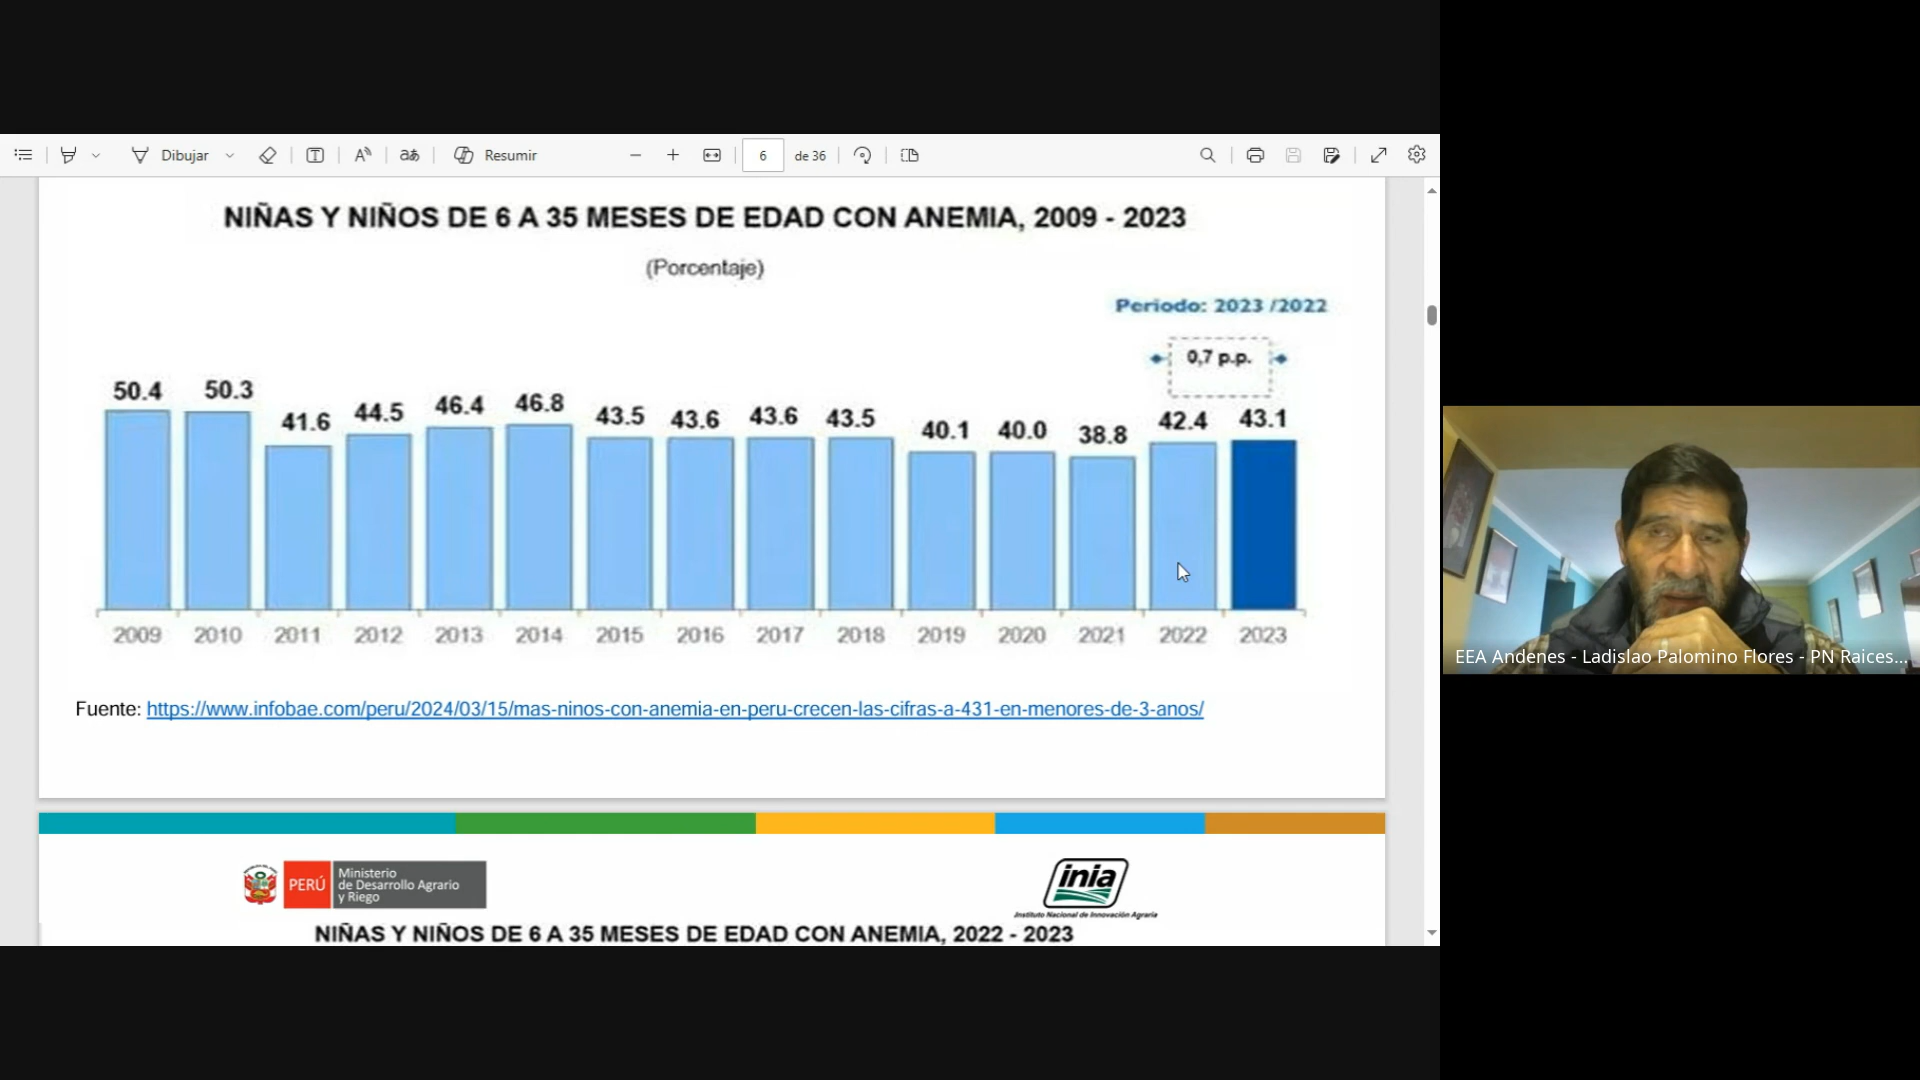 Dibujar
Resumir
6
de 36
NIÑAS Y NIÑOS DE 6 A 35 MESES DE EDAD CON ANEMIA, 2009 - 2023
(Porcentaje)
Periodo: 2023 /2022
0,7 p.p.
50.4 50.3 41.6 44.5 46.4 46.8 43.5 43.6 43.6 43.5 40.1 40.0 38.8 42.4 43.1
2009 2010 2011 2012 2013 2014 2015 2016 2017 2018 2019 2020 2021 2022 2023
Fuente: https://www.infobae.com/peru/2024/03/15/mas-ninos-con-anemia-en-peru-crecen-las-cifras-a-431-en-menores-de-3-anos/
PERÚ
Ministerio
de Desarrollo Agrario
y Riego
inia
Instituto Nacional de Innovación Agraria
NIÑAS Y NIÑOS DE 6 A 35 MESES DE EDAD CON ANEMIA, 2022 - 2023
EEA Andenes - Ladislao Palomino Flores - PN Raices...